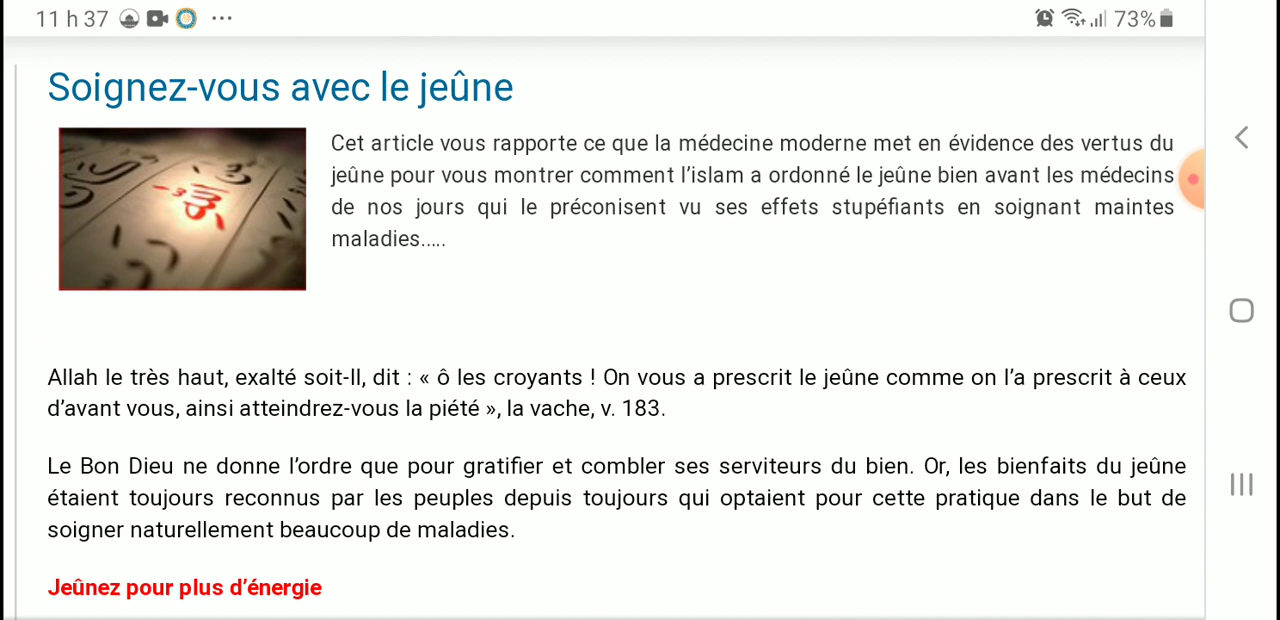 11 h 37
73%
Soignez-vous avec le jeûne
Cet article vous rapporte ce que la médecine moderne met en évidence des vertus du
jeûne pour vous montrer comment l’islam a ordonné le jeûne bien avant les médecins
de nos jours qui le préconisent vu ses effets stupéfiants en soignant maintes
maladies.....
Allah le très haut, exalté soit-Il, dit : « ô les croyants ! On vous a prescrit le jeûne comme on l’a prescrit à ceux
d’avant vous, ainsi atteindrez-vous la piété », la vache, v. 183.
Le Bon Dieu ne donne l’ordre que pour gratifier et combler ses serviteurs du bien. Or, les bienfaits du jeûne
étaient toujours reconnus par les peuples depuis toujours qui optaient pour cette pratique dans le but de
soigner naturellement beaucoup de maladies.
Jeûnez pour plus d’énergie